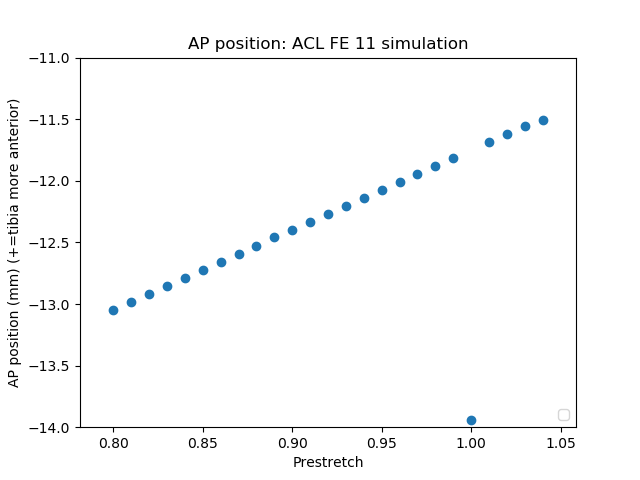 AP position: ACL FE 11 simulation
AP position (mm) (+=tibia more anterior)
−11.0
−11.5
−12.0
−12.5
−13.0
−13.5
−14.0
0.80 0.85 0.90 0.95 1.00 1.05
Prestretch